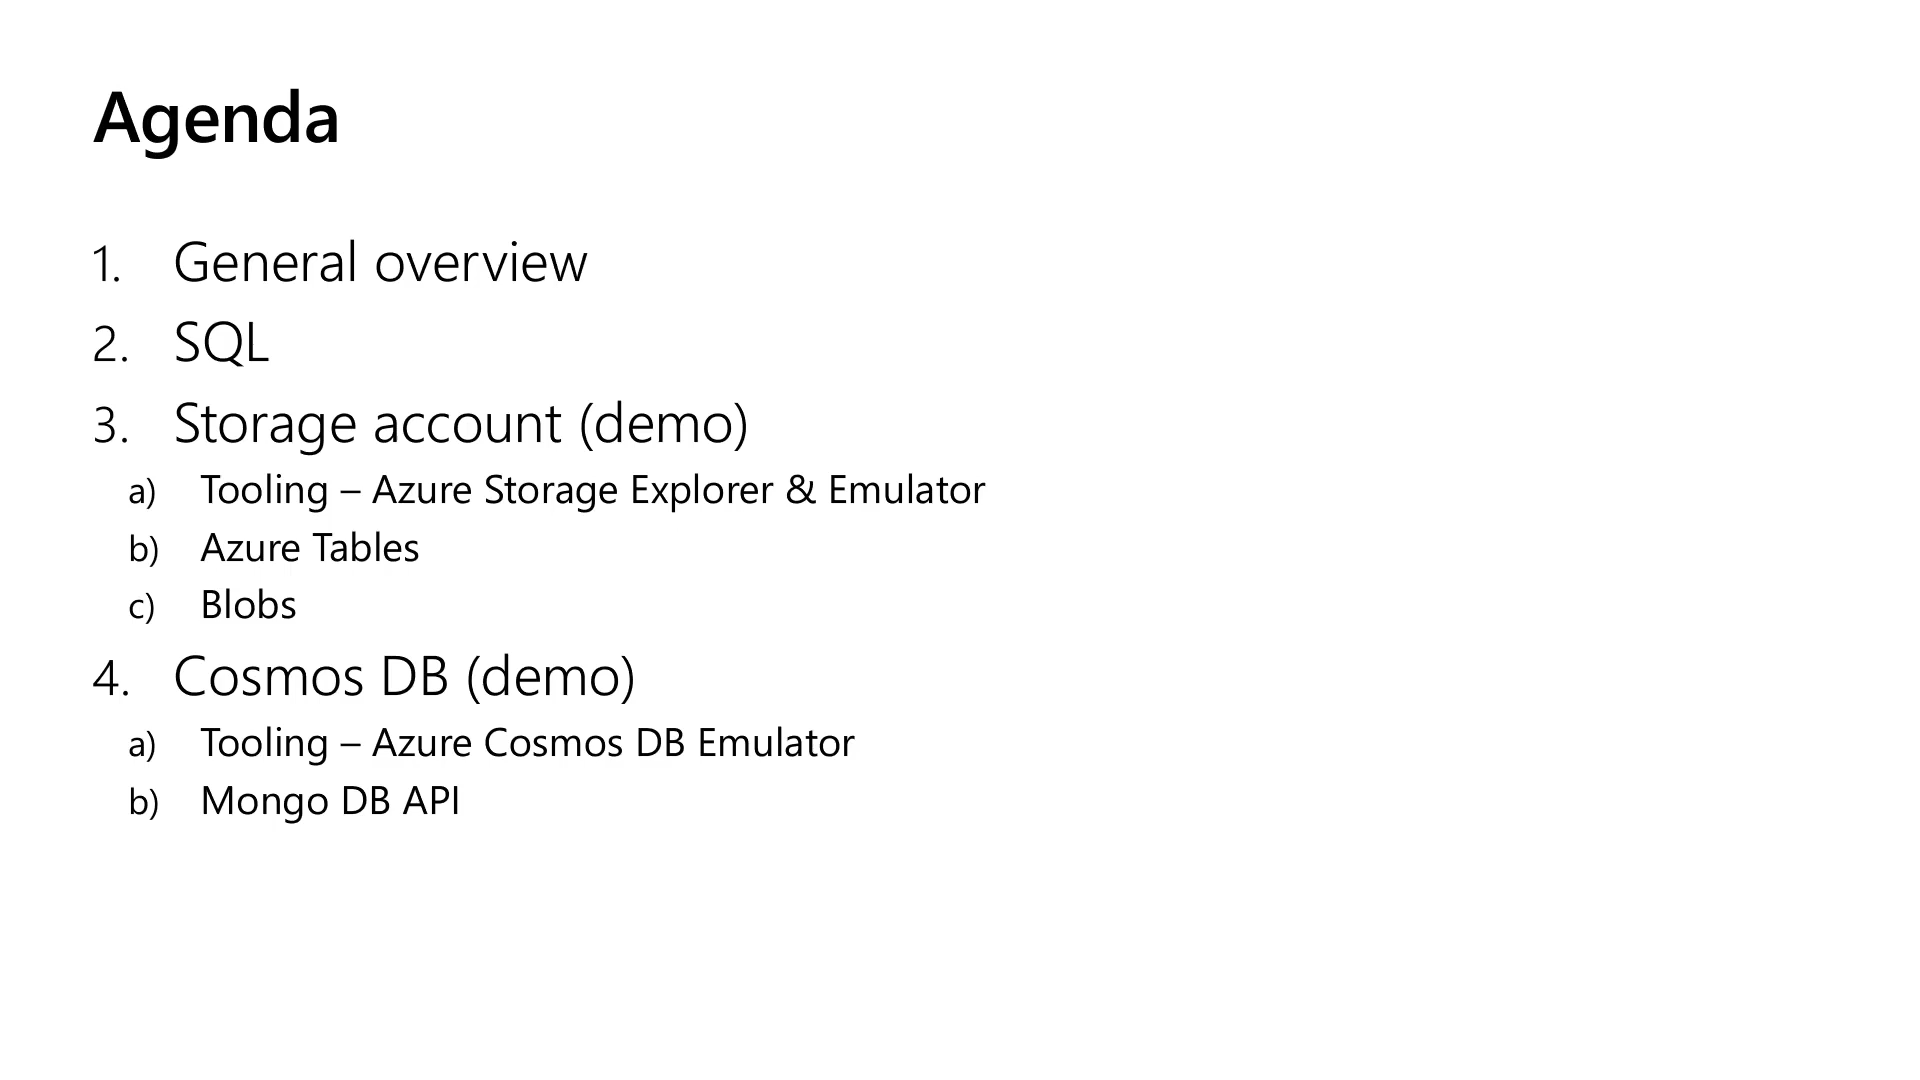 Agenda
1. General overview
2. SQL
3. Storage account (demo)
a) Tooling – Azure Storage Explorer & Emulator
b) Azure Tables
c) Blobs
4. Cosmos DB (demo)
a) Tooling – Azure Cosmos DB Emulator
b) Mongo DB API